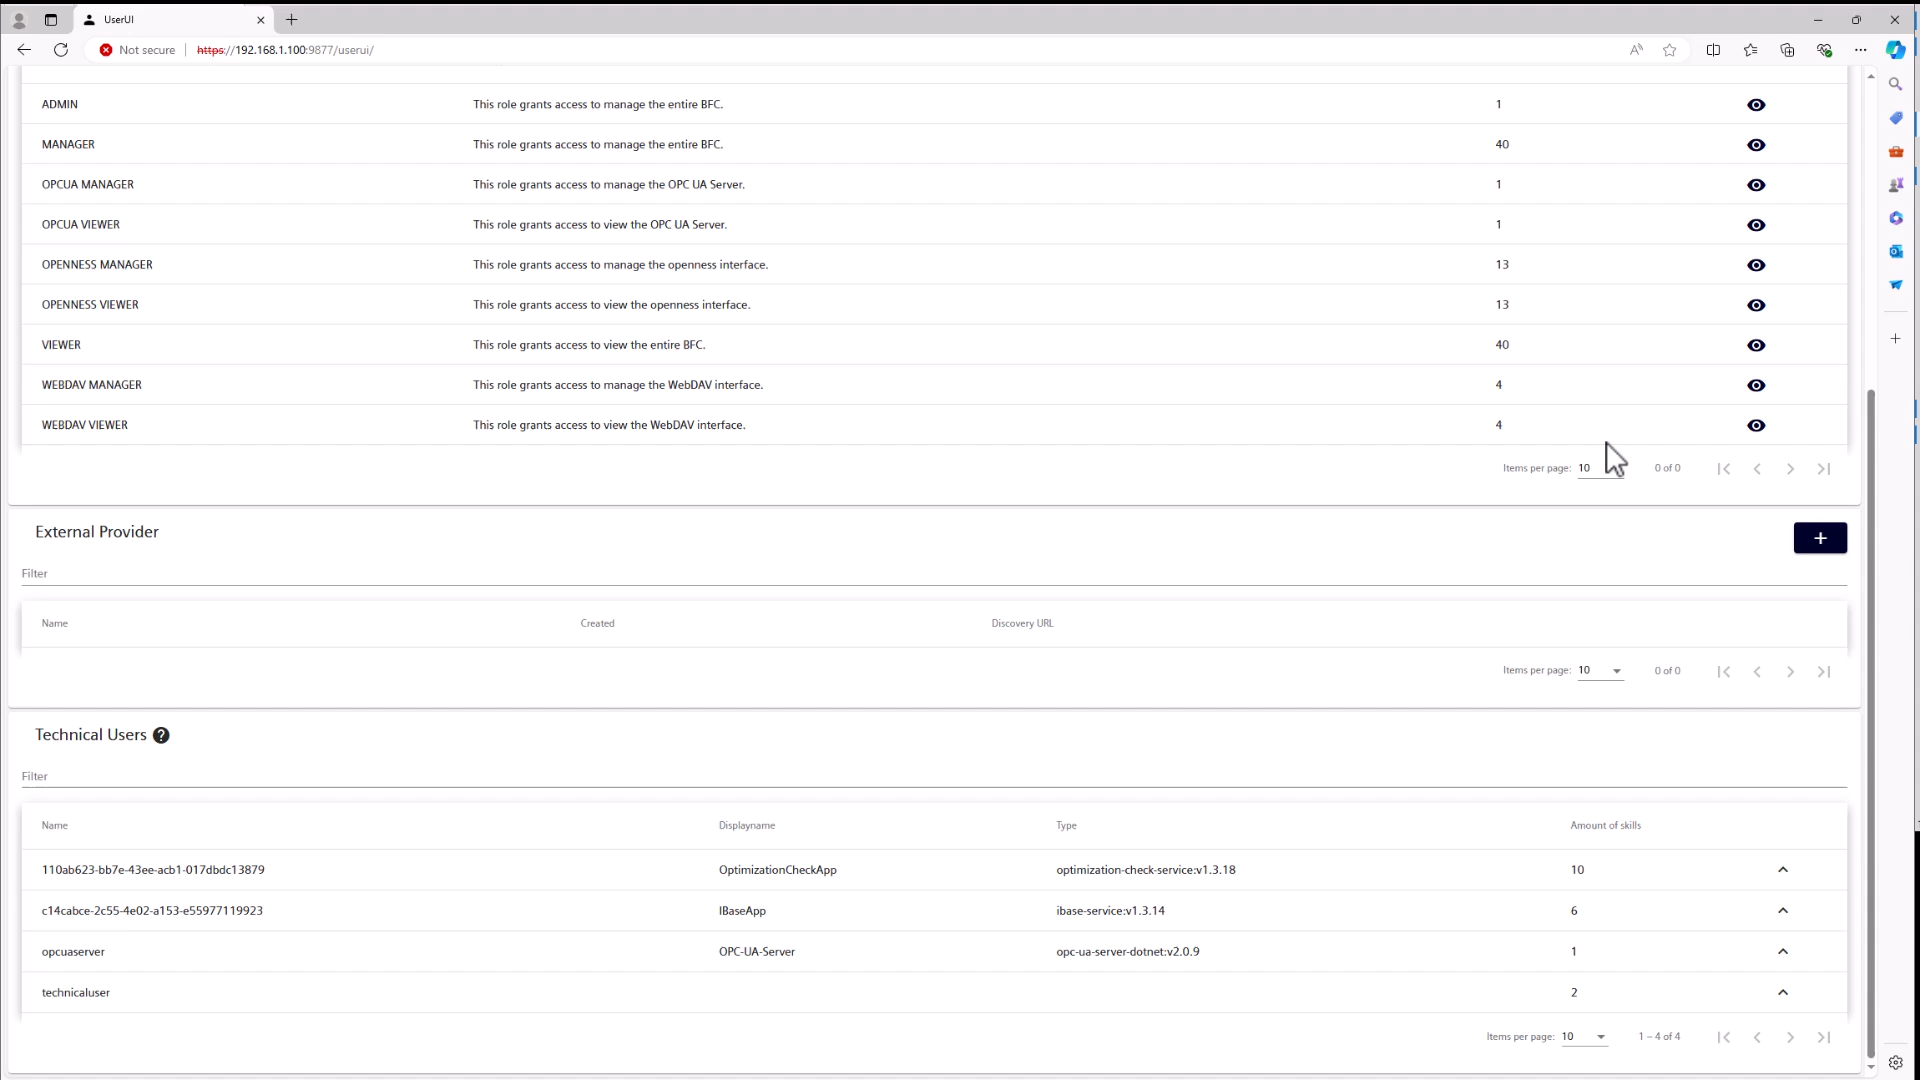 UserUI
Not secure https://192.168.1.100:9877/userui/
ADMIN This role grants access to manage the entire BFC. 1
MANAGER This role grants access to manage the entire BFC. 40
OPCUA MANAGER This role grants access to manage the OPC UA Server. 1
OPCUA VIEWER This role grants access to view the OPC UA Server. 1
OPENNESS MANAGER This role grants access to manage the openness interface. 13
OPENNESS VIEWER This role grants access to view the openness interface. 13
VIEWER This role grants access to view the entire BFC. 40
WEBDAV MANAGER This role grants access to manage the WebDAV interface. 4
WEBDAV VIEWER This role grants access to view the WebDAV interface. 4
Items per page: 10 0 of 0
External Provider
Filter
Name Created Discovery URL
Items per page: 10 0 of 0
Technical Users
Filter
Name Displayname Type Amount of skills
110ab623-bb7e-43ee-acb1-017dbdc13879 OptimizationCheckApp optimization-check-service:v1.3.18 10
c14cabce-2c55-4e02-a153-e55977119923 IBaseApp ibase-service:v1.3.14 6
opcuaserver OPC-UA-Server opc-ua-server-dotnet:v2.0.9 1
technicaluser 2
Items per page: 10 1 – 4 of 4